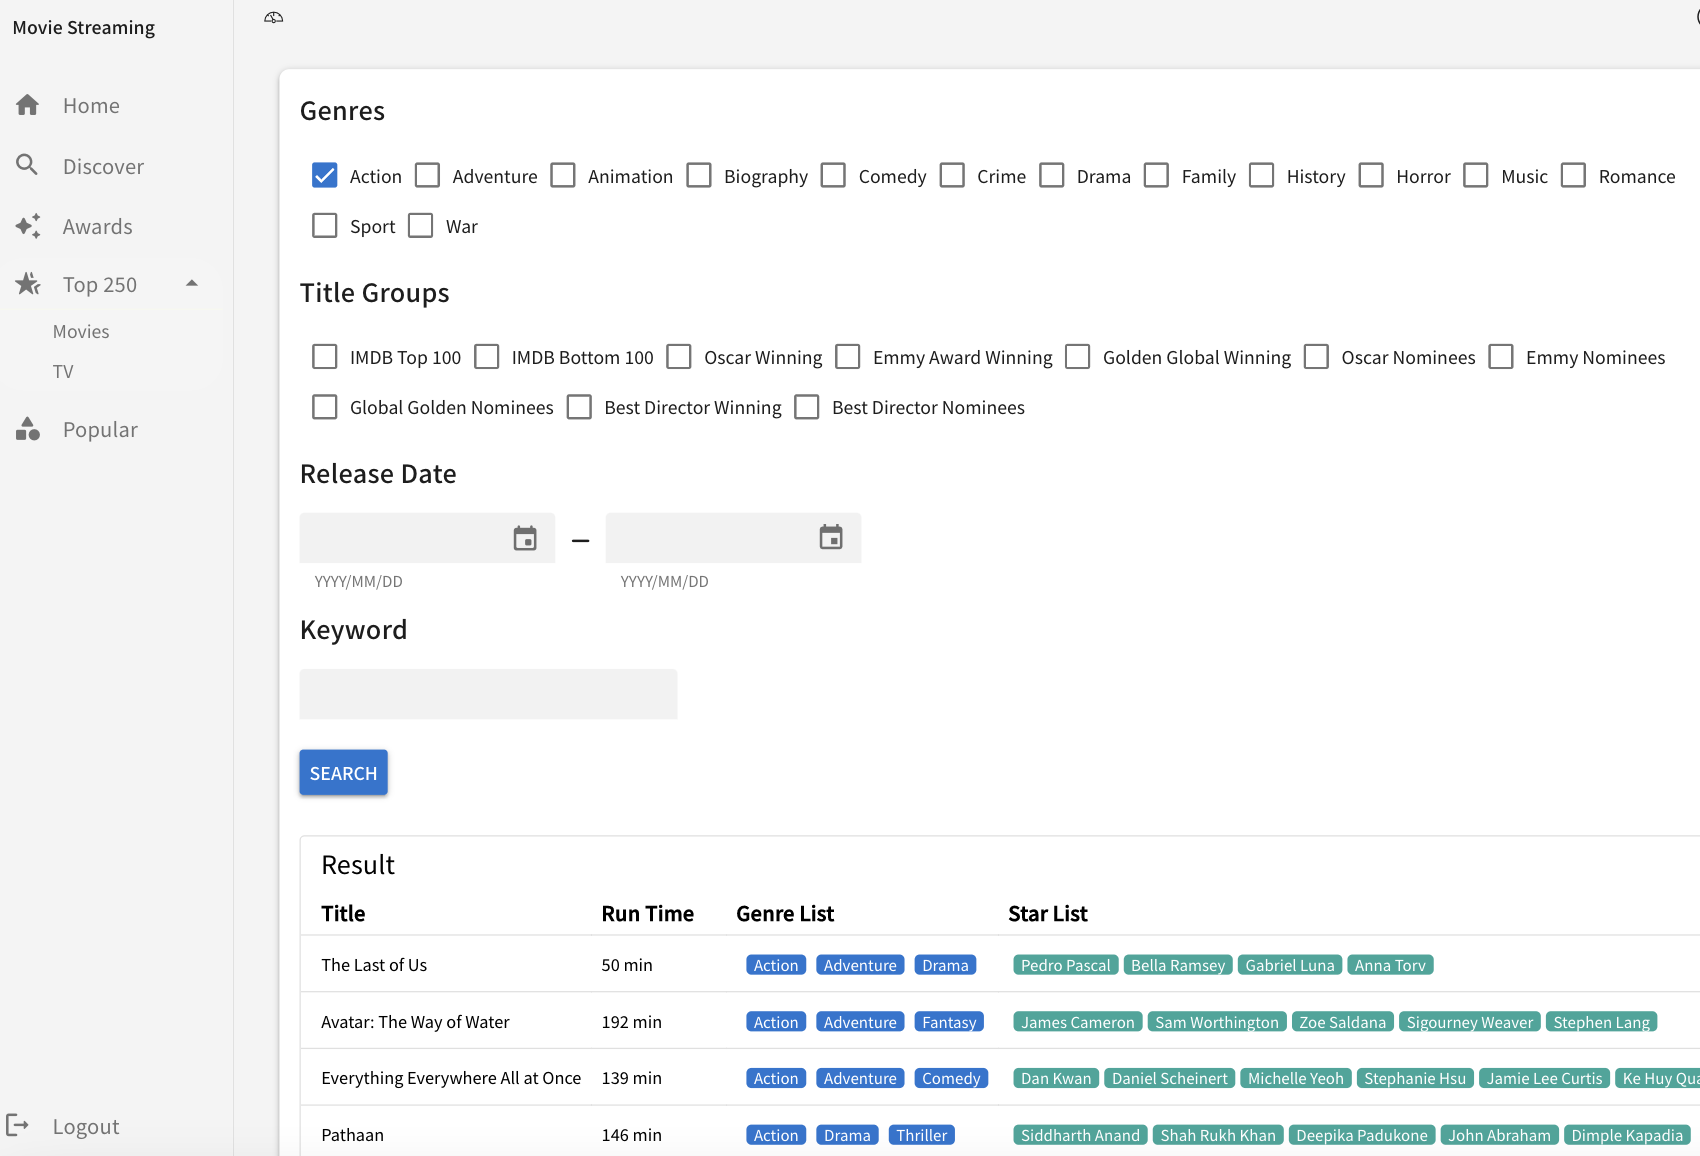 Movie Streaming
Home
Discover
Awards
Top 250
Movies
TV
Popular
Logout
Genres
Action Adventure Animation Biography Comedy Crime Drama Family History Horror Music Romance
Sport War
Title Groups
IMDB Top 100 IMDB Bottom 100 Oscar Winning Emmy Award Winning Golden Global Winning Oscar Nominees Emmy Nominees
Global Golden Nominees Best Director Winning Best Director Nominees
Release Date
–
YYYY/MM/DD YYYY/MM/DD
Keyword
SEARCH
Result
Title Run Time Genre List Star List
The Last of Us 50 min Action Adventure Drama Pedro Pascal Bella Ramsey Gabriel Luna Anna Torv
Avatar: The Way of Water 192 min Action Adventure Fantasy James Cameron Sam Worthington Zoe Saldana Sigourney Weaver Stephen Lang
Everything Everywhere All at Once 139 min Action Adventure Comedy Dan Kwan Daniel Scheinert Michelle Yeoh Stephanie Hsu Jamie Lee Curtis Ke Huy
Pathaan 146 min Action Drama Thriller Siddharth Anand Shah Rukh Khan Deepika Padukone John Abraham Dimple Kapadia